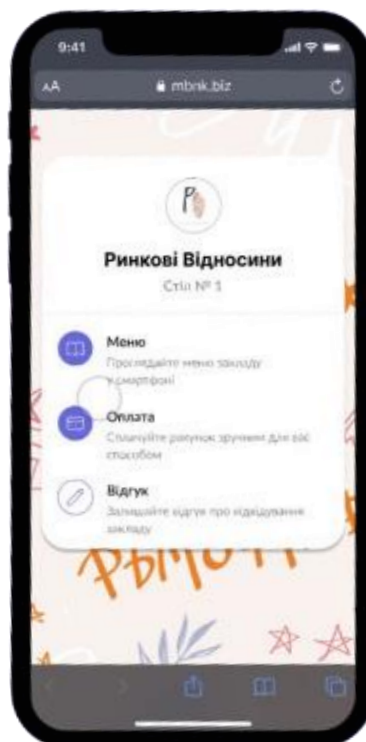 9:41
AA
mbnk.biz
Ринкові Відносини
Стіл № 1
Меню
Переглядайте меню закладу
у смартфоні
Оплата
Сплачуйте рахунок зручним для вас
способом
Відгук
Залишайте відгук про відвідування
закладу